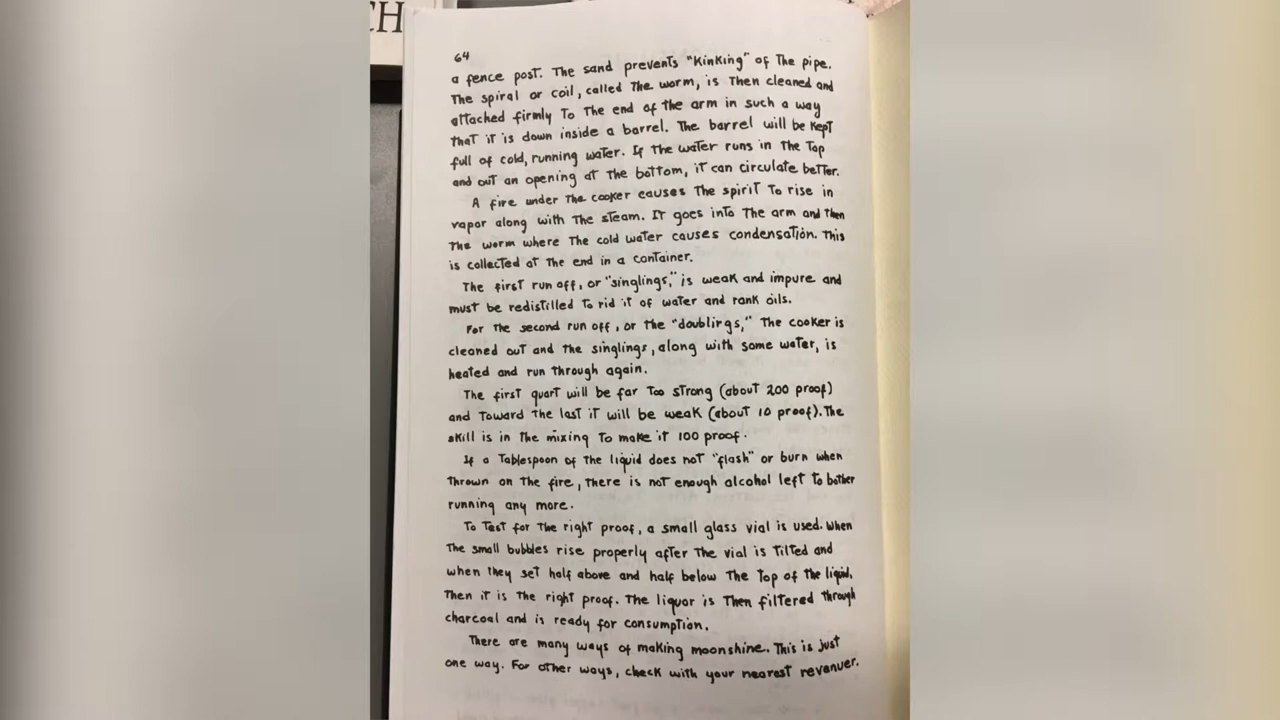 CH
64
a fence post. The sand prevents "kinking" of the pipe.
The spiral or coil, called the worm, is then cleaned and
attached firmly to the end of the arm in such a way
that it is down inside a barrel. The barrel will be kept
full of cold, running water. If the water runs in the top
and out an opening at the bottom, it can circulate better.
A fire under the cooker causes the spirit to rise in
vapor along with the steam. It goes into the arm and then
the worm where the cold water causes condensation. This
is collected at the end in a container.
The first run off, or "singlings," is weak and impure and
must be redistilled to rid it of water and rank oils.
For the second run off, or the "doublings," the cooker is
cleaned out and the singlings, along with some water, is
heated and run through again.
The first quart will be far too strong (about 200 proof)
and toward the last it will be weak (about 10 proof). The
skill is in the mixing to make it 100 proof.
If a tablespoon of the liquid does not "flash" or burn when
thrown on the fire, there is not enough alcohol left to bother
running any more.
To test for the right proof, a small glass vial is used. When
the small bubbles rise properly after the vial is tilted and
when they set half above and half below the top of the liquid,
then it is the right proof. The liquor is then filtered through
charcoal and is ready for consumption.
There are many ways of making moonshine. This is just
one way. For other ways, check with your nearest revenuer.